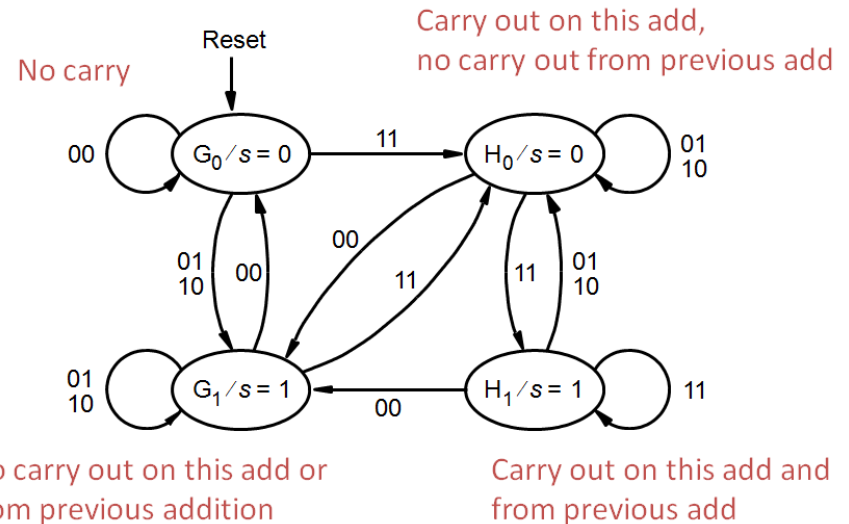 Carry out on this add,
no carry out from previous add
Reset
No carry
00
G₀/s = 0
11
H₀/s = 0
01
10
00
01
10
00
11
11
01
10
01
10
G₁/s = 1
00
H₁/s = 1
11
carry out on this add or
previous addition
Carry out on this add and
from previous add